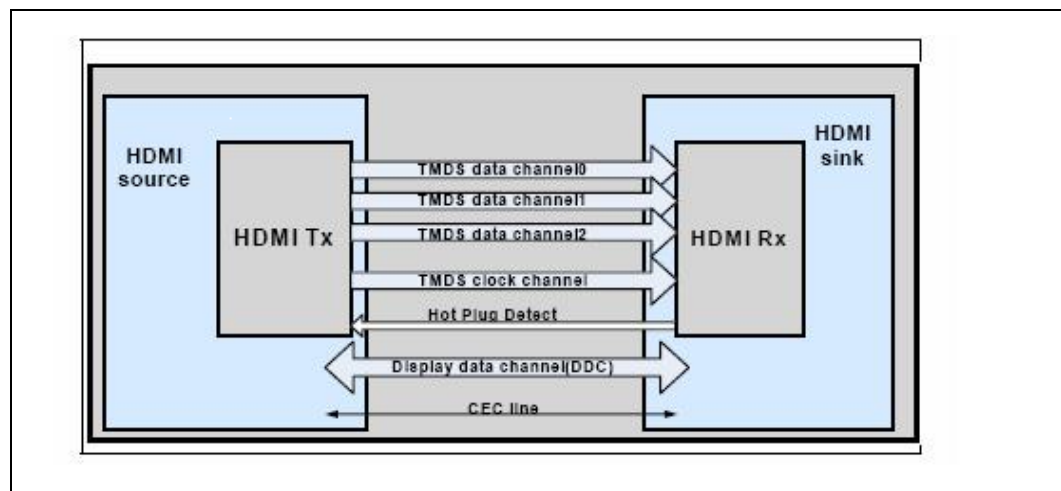 HDMI
source
HDMI Tx
TMDS data channel0
TMDS data channel1
TMDS data channel2
TMDS clock channel
Hot Plug Detect
Display data channel(DDC)
CEC line
HDMI Rx
HDMI
sink